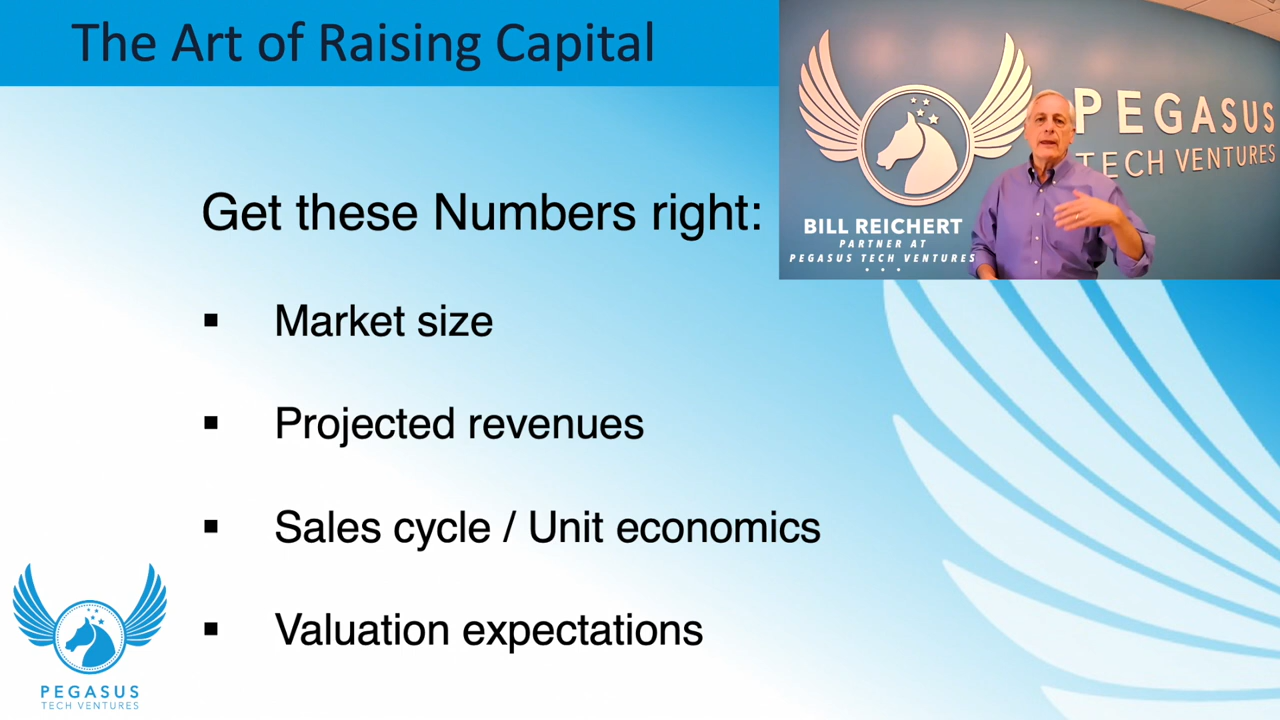 The Art of Raising Capital
PEGASUS
TECH VENTURES
BILL REICHERT
PARTNER AT
PEGASUS TECH VENTURES
Get these Numbers right:
▪ Market size
▪ Projected revenues
▪ Sales cycle / Unit economics
▪ Valuation expectations
PEGASUS
TECH VENTURES